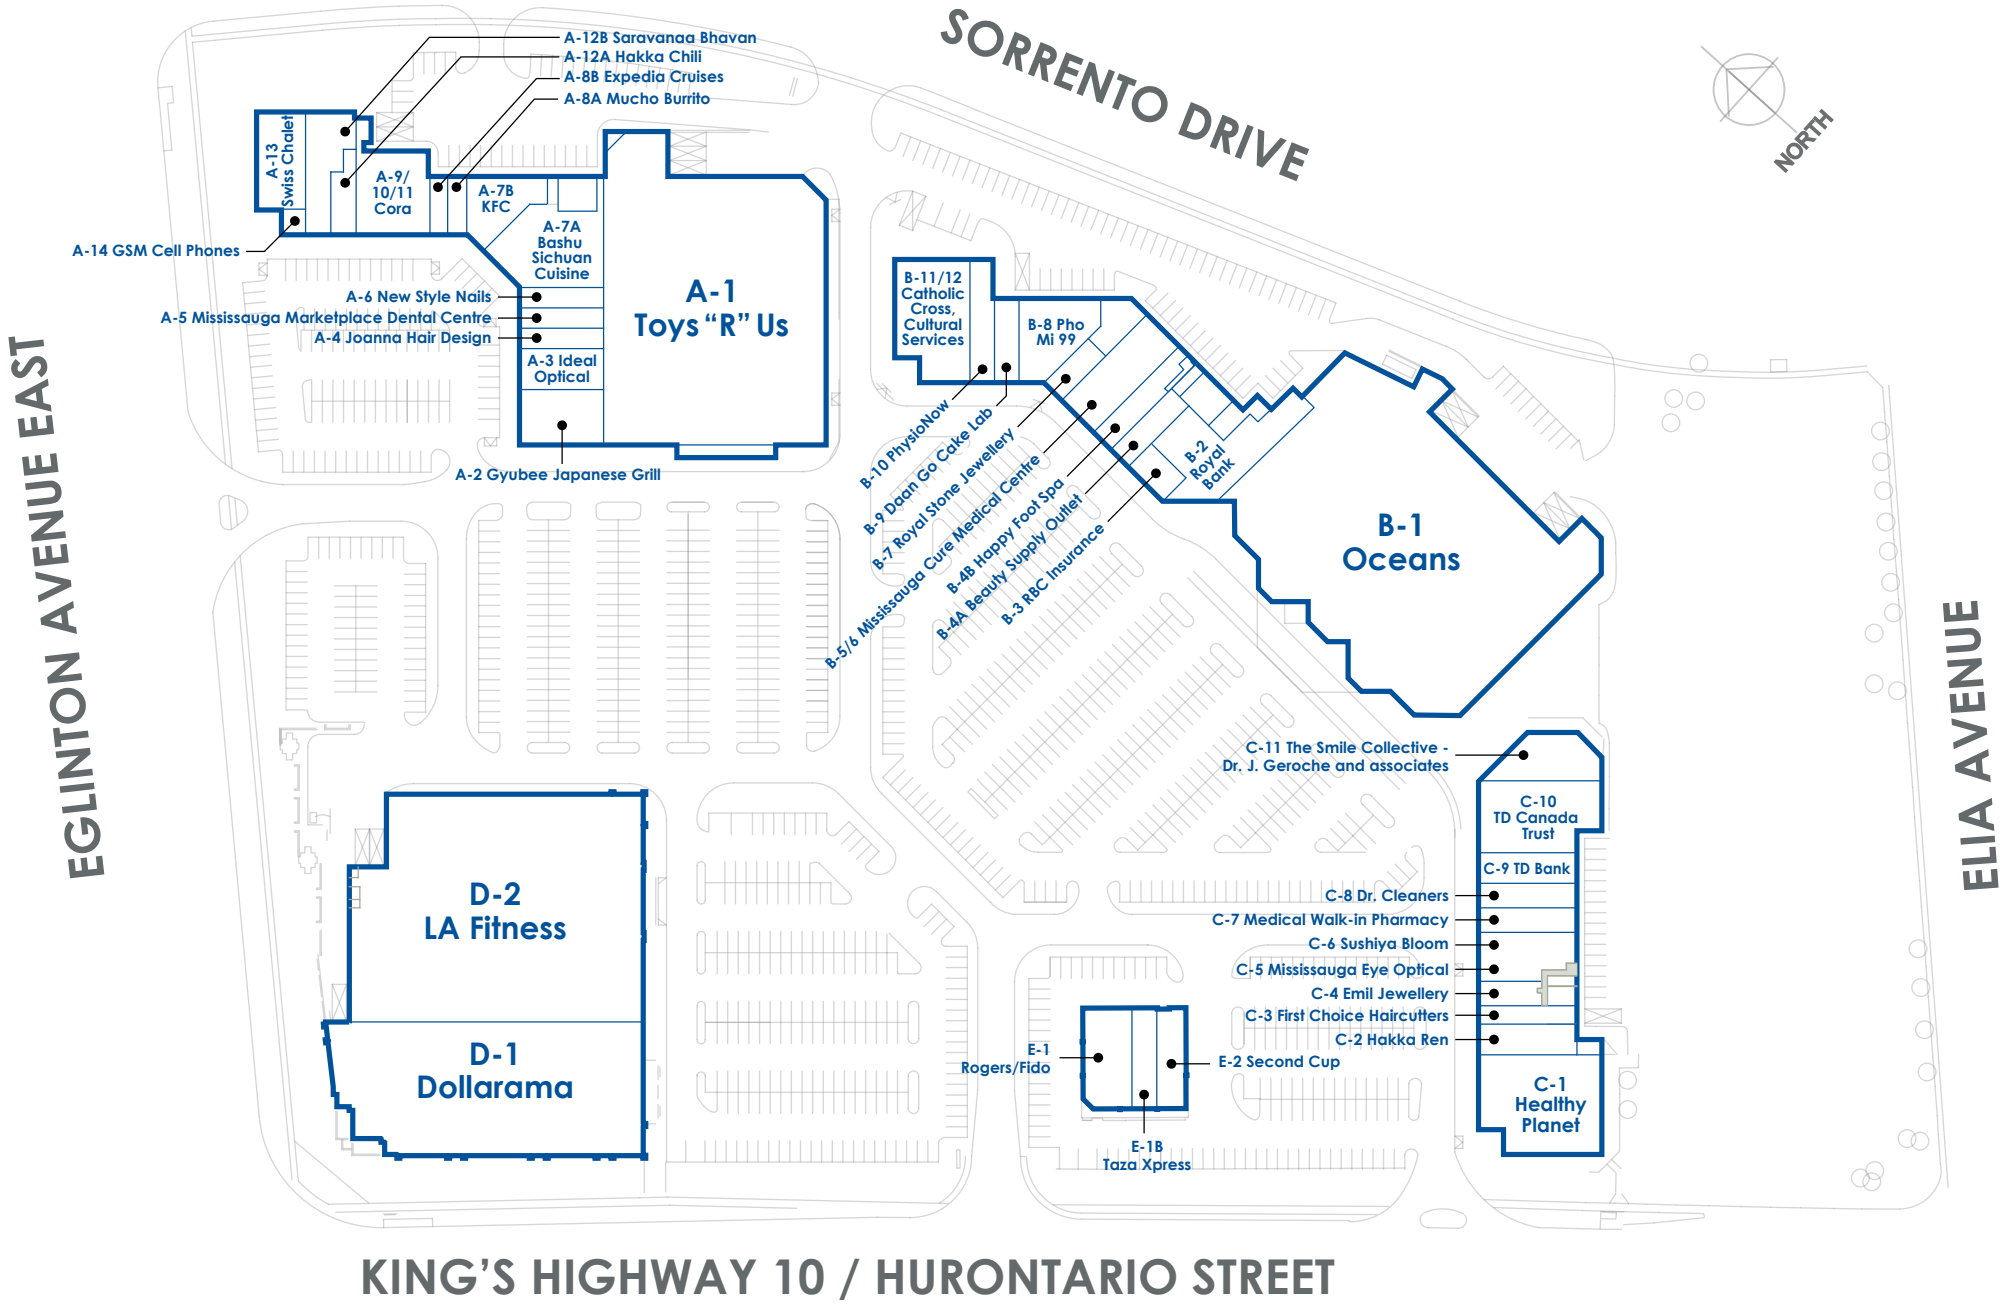 SORRENTO DRIVE
NORTH
A-12B Saravanaa Bhavan
A-12A Hakka Chili
A-8B Expedia Cruises
A-8A Mucho Burrito
A-13
Swiss Chalet
A-9/
10/11
Cora
A-7B
KFC
A-14 GSM Cell Phones
A-7A
Bashu
Sichuan
Cuisine
A-6 New Style Nails
A-5 Mississauga Marketplace Dental Centre
A-4 Joanna Hair Design
A-3 Ideal
Optical
A-2 Gyubee Japanese Grill
A-1
Toys “R” Us
B-11/12
Catholic
Cross,
Cultural
Services
B-8 Pho
Mi 99
B-10 PhysioNow
B-9 Daan Go Cake Lab
B-7 Royal Stone Jewellery
B-5/6 Mississauga Cure Medical Centre
B-4B Happy Foot Spa
B-4A Beauty Supply Outlet
B-3 RBC Insurance
B-2
Royal
Bank
B-1
Oceans
EGLINTON AVENUE EAST
ELIA AVENUE
C-11 The Smile Collective -
Dr. J. Geroche and associates
C-10
TD Canada
Trust
C-9 TD Bank
C-8 Dr. Cleaners
C-7 Medical Walk-in Pharmacy
C-6 Sushiya Bloom
C-5 Mississauga Eye Optical
C-4 Emil Jewellery
C-3 First Choice Haircutters
C-2 Hakka Ren
C-1
Healthy
Planet
D-2
LA Fitness
D-1
Dollarama
E-1
Rogers/Fido
E-2 Second Cup
E-1B
Taza Xpress
KING’S HIGHWAY 10 / HURONTARIO STREET